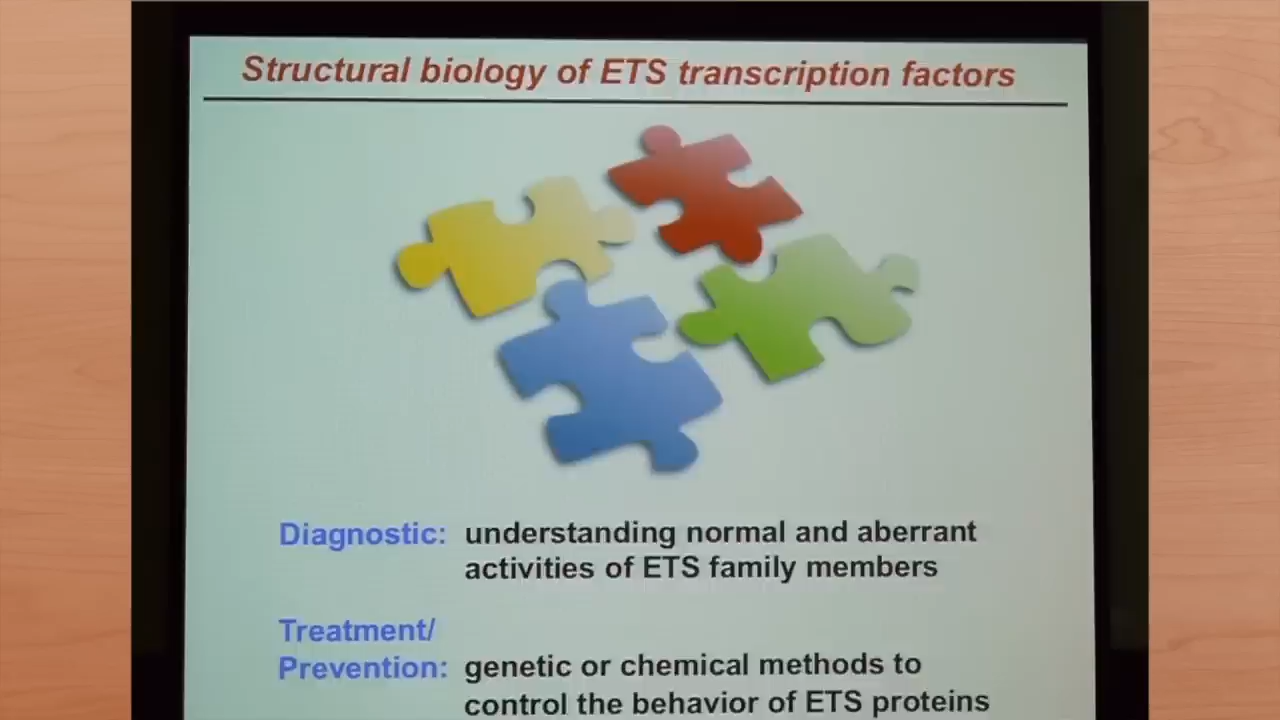 Structural biology of ETS transcription factors
Diagnostic: understanding normal and aberrant
activities of ETS family members
Treatment/
Prevention: genetic or chemical methods to
control the behavior of ETS proteins